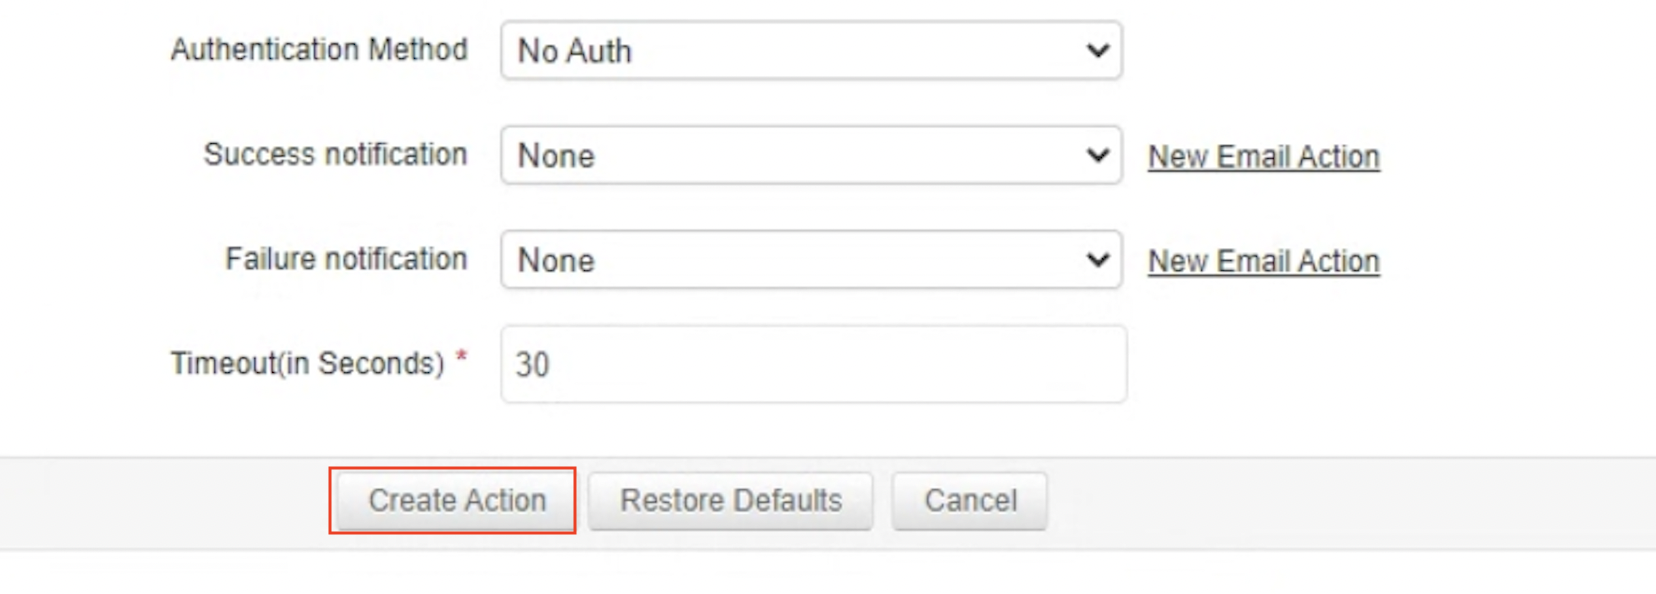 Authentication Method No Auth
Success notification None New Email Action
Failure notification None New Email Action
Timeout(in Seconds) * 30
Create Action Restore Defaults Cancel